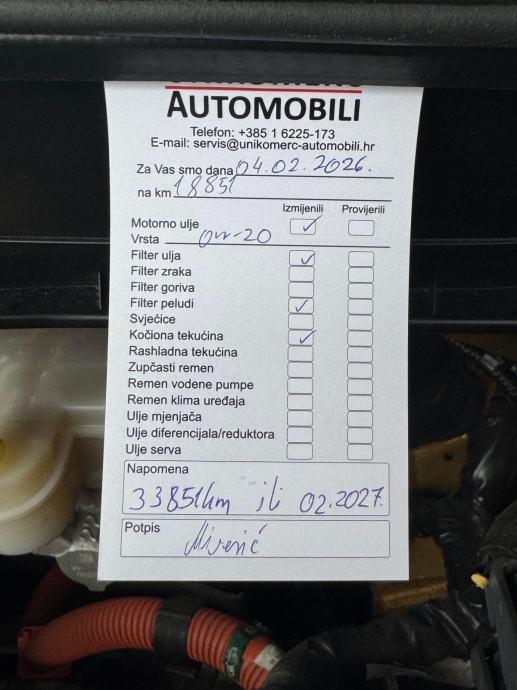 AUTOMOBILI
Telefon: +385 1 6225-173
E-mail: servis@unikomerc-automobili.hr
Za Vas smo dana 04.02.2026.
na km 18851
Izmijenili Provjerili
Motorno ulje
Vrsta 0w-20
Filter ulja
Filter zraka
Filter goriva
Filter peludi
Svjećice
Kočiona tekućina
Rashladna tekućina
Zupčasti remen
Remen vodene pumpe
Remen klima uređaja
Ulje mjenjača
Ulje diferencijala/reduktora
Ulje serva
Napomena
33851km ili 02.2027.
Potpis